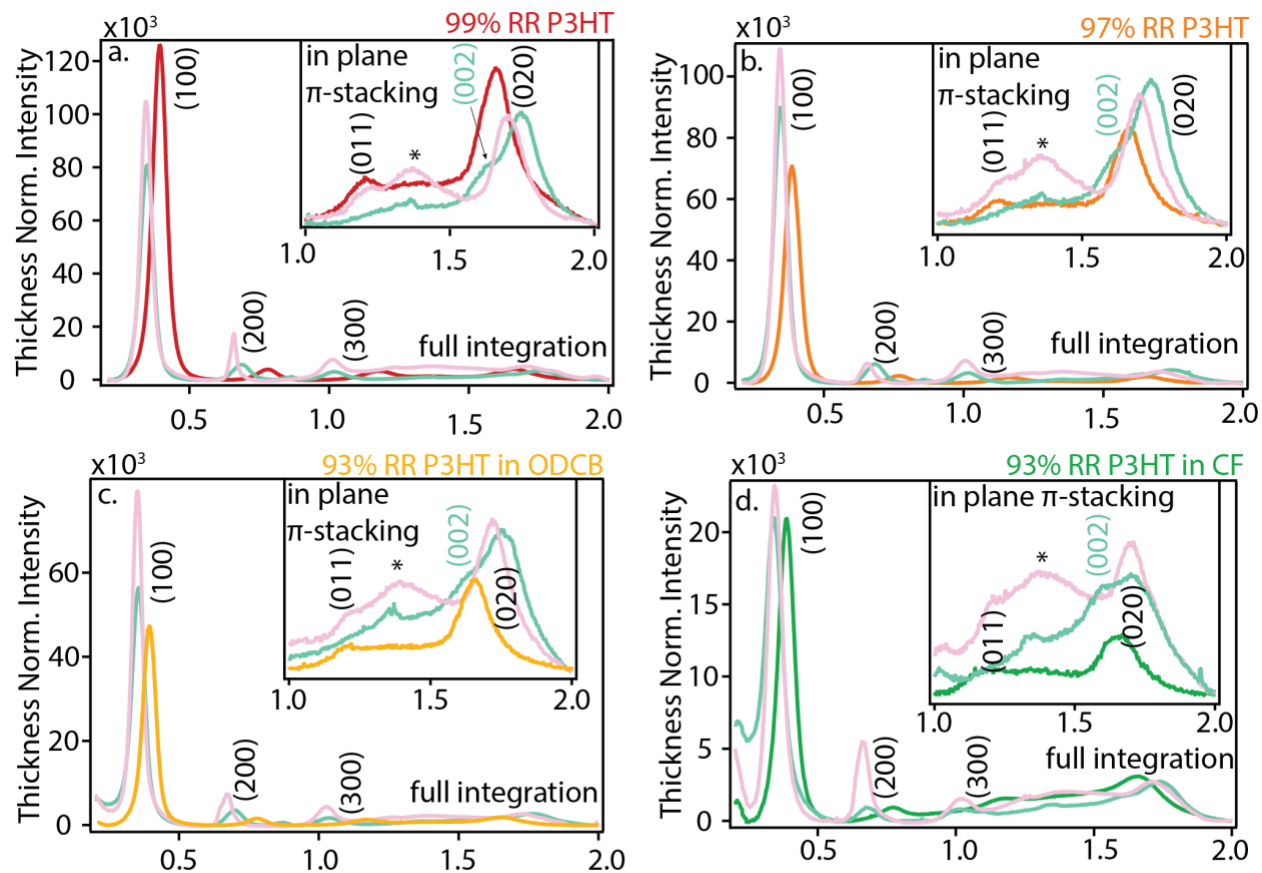 99% RR P3HT
x10³
a.
Thickness Norm. Intensity
120
100
80
60
40
20
0
(100)
(200)
(300)
full integration
0.5
1.0
1.5
2.0
in plane
π-stacking
(011)
*
(002)
(020)
1.0
1.5
2.0
97% RR P3HT
x10³
b.
Thickness Norm. Intensity
100
80
60
40
20
0
(100)
(200)
(300)
full integration
0.5
1.0
1.5
2.0
in plane
π-stacking
(011)
*
(002)
(020)
1.0
1.5
2.0
93% RR P3HT in ODCB
x10³
c.
Thickness Norm. Intensity
60
40
20
0
(100)
(200)
(300)
full integration
0.5
1.0
1.5
2.0
in plane
π-stacking
(011)
*
(002)
(020)
1.0
1.5
2.0
93% RR P3HT in CF
x10³
d.
Thickness Norm. Intensity
20
15
10
5
0
(100)
(200)
(300)
full integration
0.5
1.0
1.5
2.0
in plane π-stacking
(011)
*
(002)
(020)
1.0
1.5
2.0